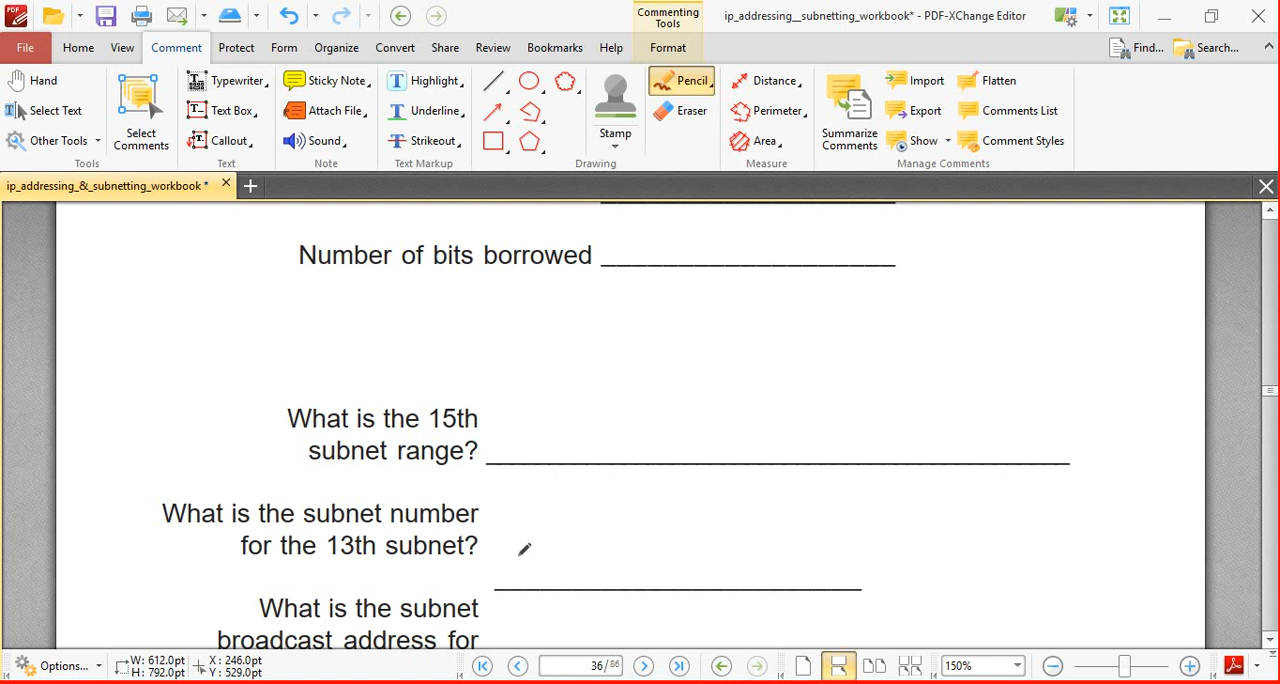 Commenting Tools
ip_addressing__subnetting_workbook* - PDF-XChange Editor
File Home View Comment Protect Form Organize Convert Share Review Bookmarks Help Format Find... Search...
Hand Typewriter Sticky Note Highlight Pencil Distance Import Flatten
Select Text Text Box Attach File Underline Eraser Perimeter Export Comments List
Other Tools Select Comments Callout Sound Strikeout Stamp Area Summarize Comments Show Comment Styles
Tools Text Note Text Markup Drawing Measure Manage Comments
ip_addressing_&_subnetting_workbook *
Number of bits borrowed
What is the 15th
subnet range?
What is the subnet number
for the 13th subnet?
What is the subnet
broadcast address for
Options... W: 612.0pt H: 792.0pt X: 246.0pt Y: 529.0pt 36 / 86 150%